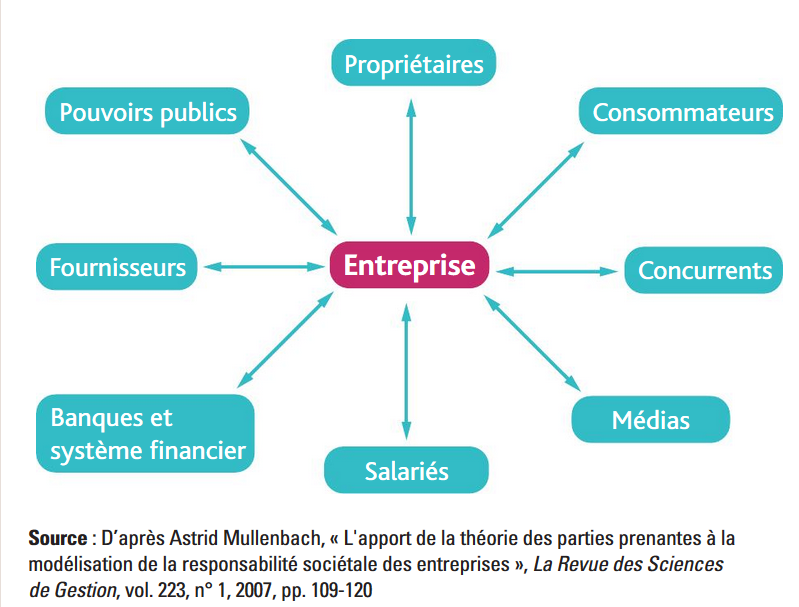 Propriétaires
Pouvoirs publics
Consommateurs
Fournisseurs
Entreprise
Concurrents
Banques et
système financier
Médias
Salariés
Source : D’après Astrid Mullenbach, « L'apport de la théorie des parties prenantes à la
modélisation de la responsabilité sociétale des entreprises », La Revue des Sciences
de Gestion, vol. 223, n° 1, 2007, pp. 109-120